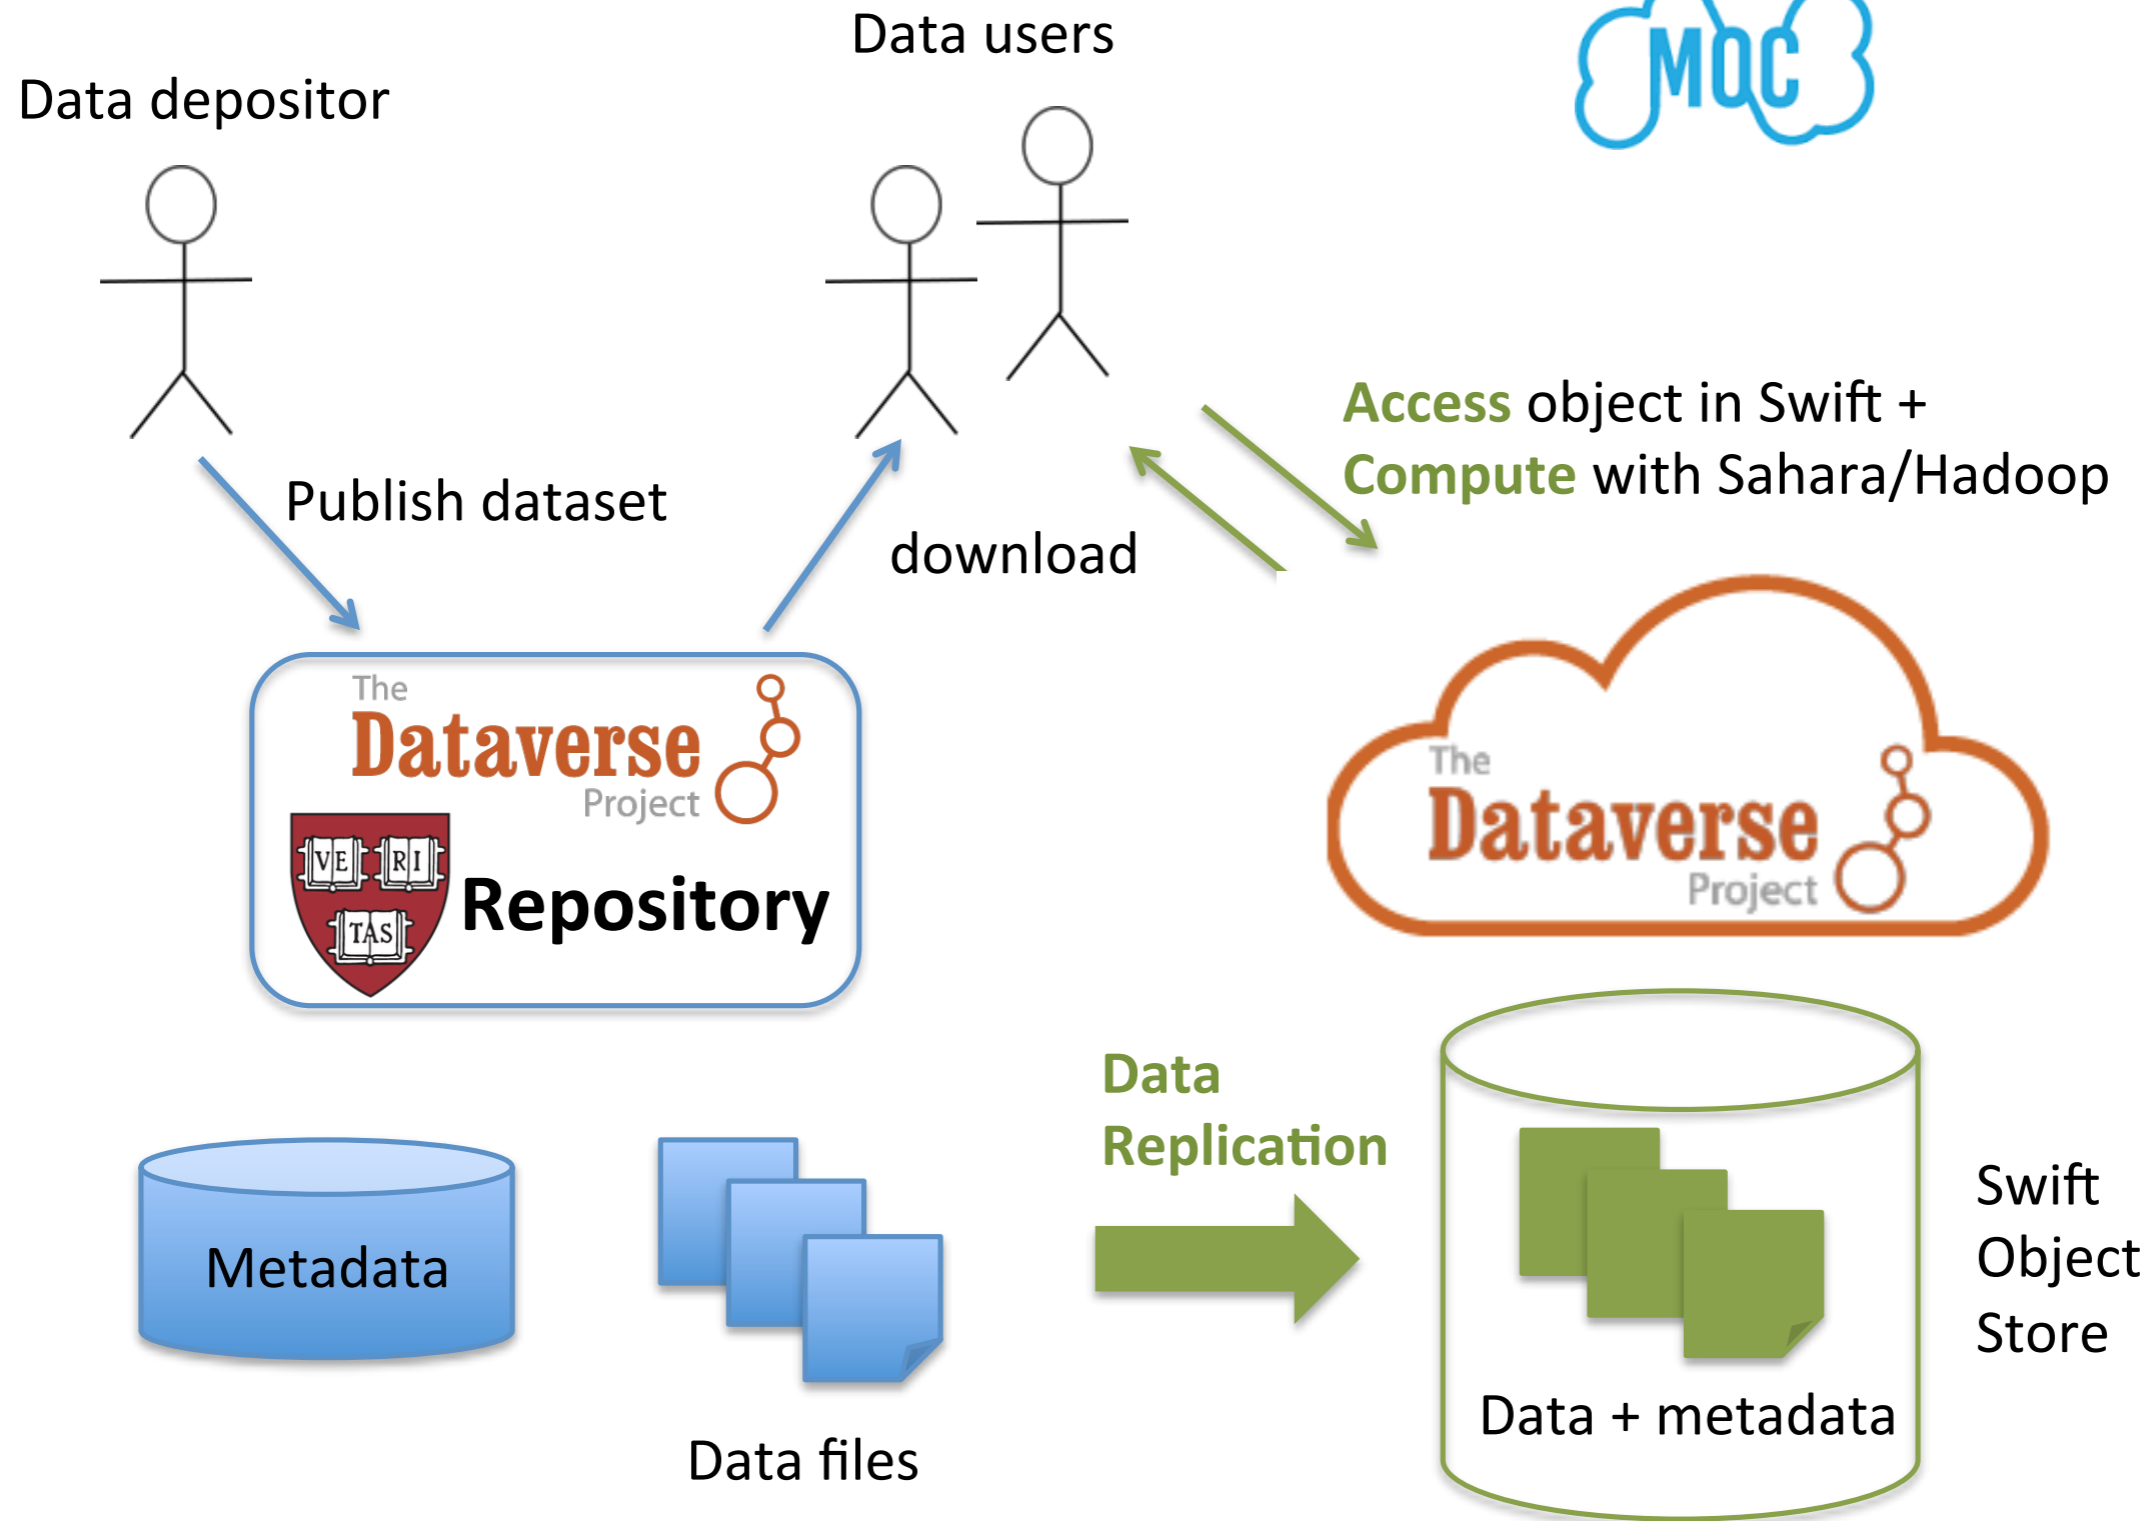 Data users
MOC
Data depositor
Access object in Swift +
Compute with Sahara/Hadoop
Publish dataset
download
The
Dataverse
Project
VE RI
TAS
Repository
The
Dataverse
Project
Data
Replication
Metadata
Data files
Data + metadata
Swift
Object
Store